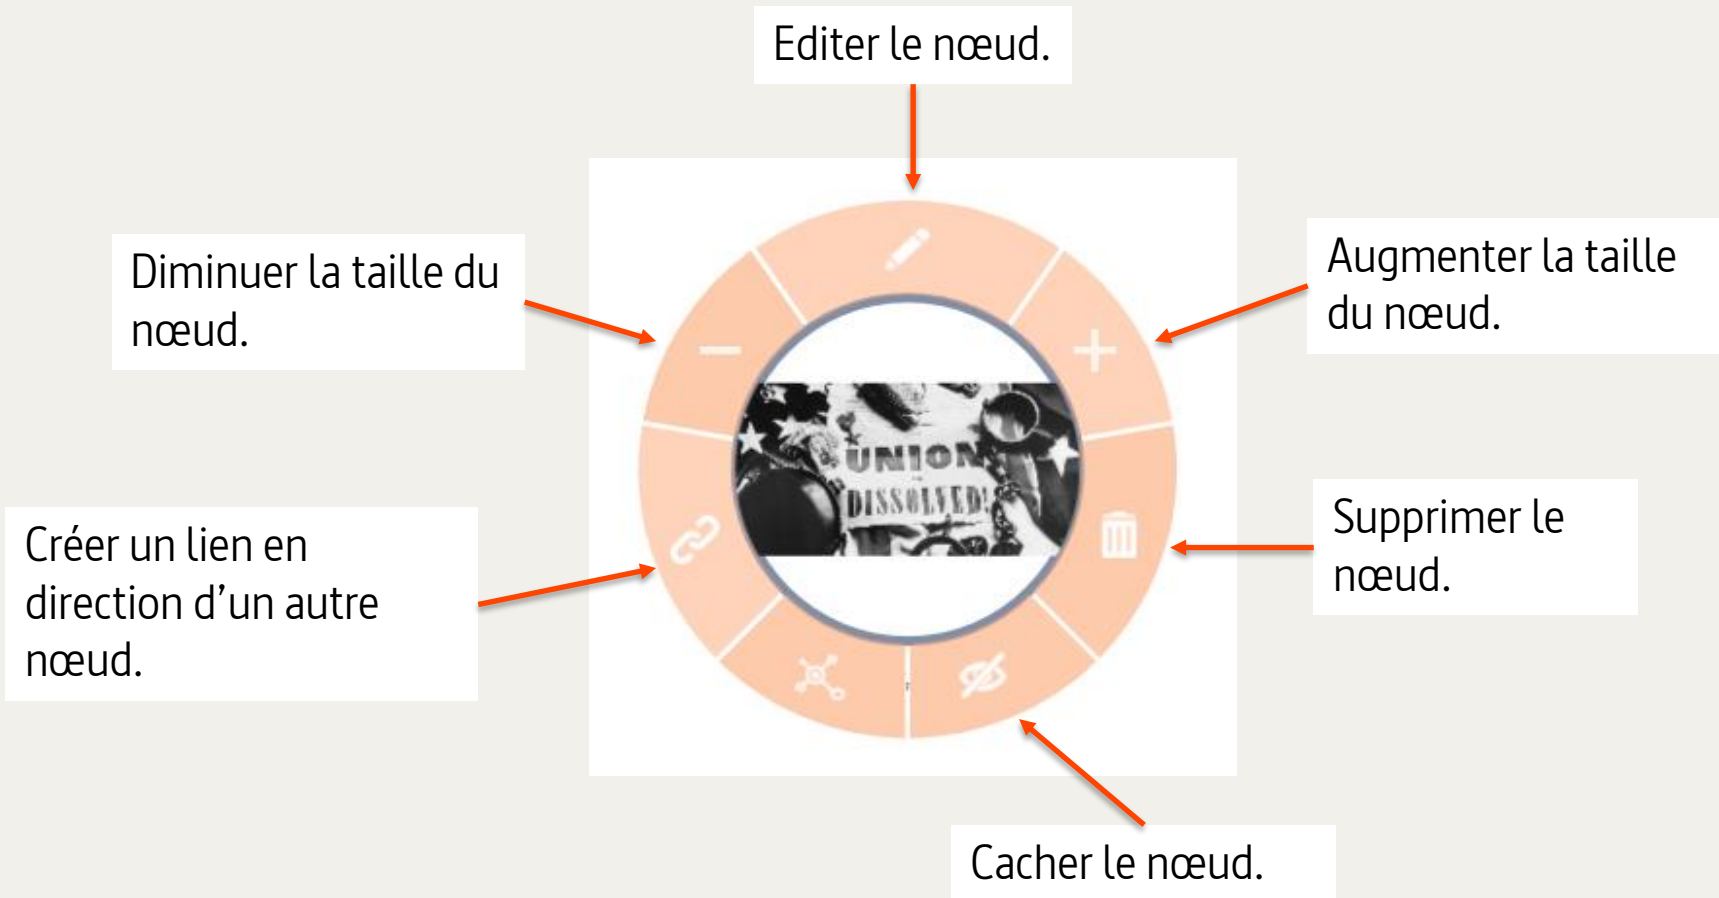 Editer le nœud.
Diminuer la taille du
nœud.
Augmenter la taille
du nœud.
UNION
DISSOLVED!
Créer un lien en
direction d’un autre
nœud.
Supprimer le
nœud.
Cacher le nœud.